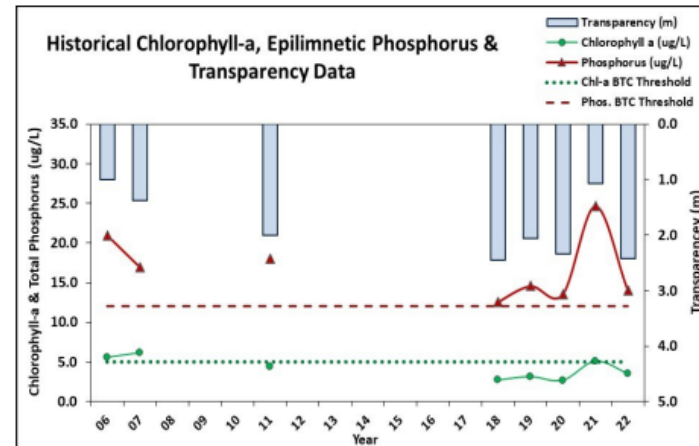 Historical Chlorophyll-a, Epilimnetic Phosphorus &
Transparency Data
Transparency (m)
Chlorophyll a (ug/L)
Phosphorus (ug/L)
Chl-a BTC Threshold
Phos. BTC Threshold
Chlorophyll-a & Total Phosphorus (ug/L)
35.0
30.0
25.0
20.0
15.0
10.0
5.0
0.0
0.0
1.0
2.0
3.0
4.0
5.0
Transparencey (m)
06 07 08 09 10 11 12 13 14 15 16 17 18 19 20 21 22
Year